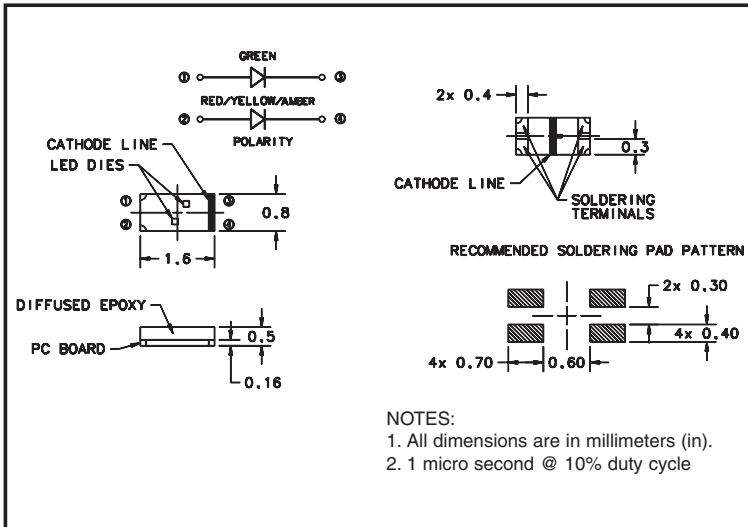 GREEN
① ③
RED/YELLOW/AMBER
② ④
POLARITY
CATHODE LINE
LED DIES
① ③
② ④
0.8
1.6
DIFFUSED EPOXY
PC BOARD
0.5
0.16
2x 0.4
0.3
CATHODE LINE
SOLDERING
TERMINALS
RECOMMENDED SOLDERING PAD PATTERN
2x 0.30
4x 0.40
4x 0.70
0.60
NOTES:
1. All dimensions are in millimeters (in).
2. 1 micro second @ 10% duty cycle